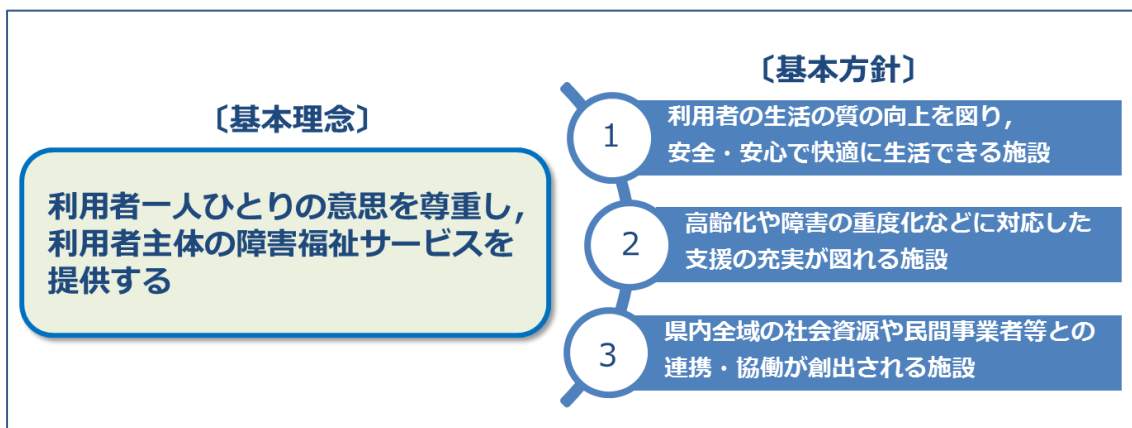 〔基本理念〕
利用者一人ひとりの意思を尊重し,
利用者主体の障害福祉サービスを
提供する
〔基本方針〕
1
利用者の生活の質の向上を図り,
安全・安心で快適に生活できる施設
2
高齢化や障害の重度化などに対応した
支援の充実が図れる施設
3
県内全域の社会資源や民間事業者等との
連携・協働が創出される施設